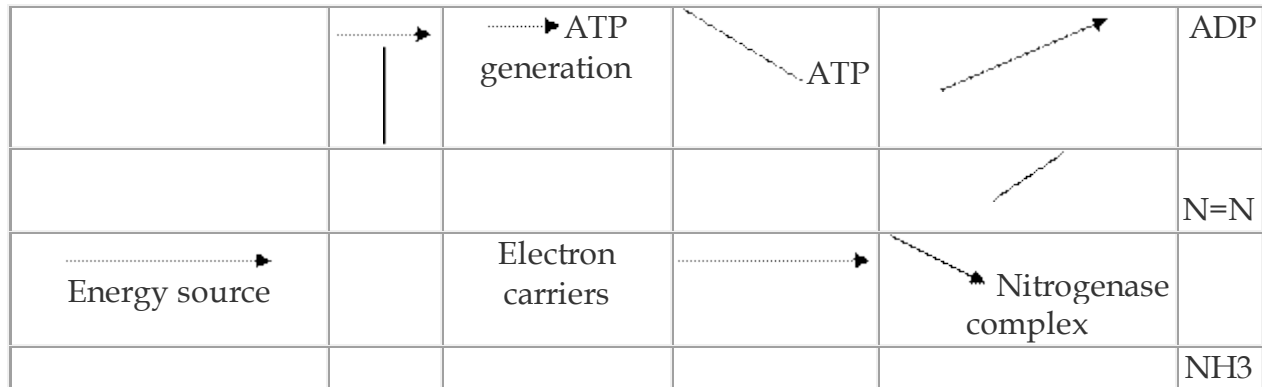 ATP
generation
ATP
ADP
N=N
Energy source
Electron
carriers
Nitrogenase
complex
NH3